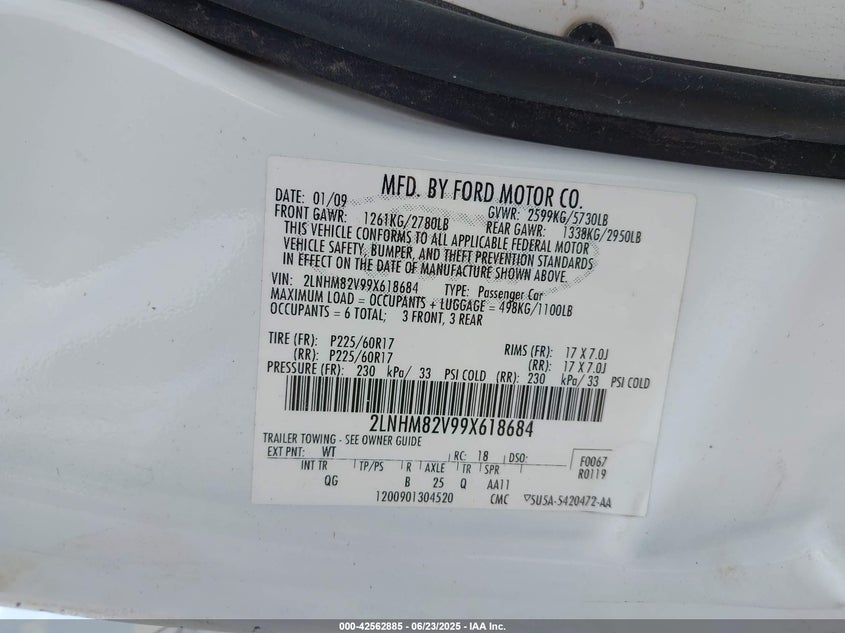 MFD. BY FORD MOTOR CO.
DATE: 01/09 GVWR: 2599KG/5730LB
FRONT GAWR: 1261KG/2780LB REAR GAWR: 1338KG/2950LB
THIS VEHICLE CONFORMS TO ALL APPLICABLE FEDERAL MOTOR
VEHICLE SAFETY, BUMPER, AND THEFT PREVENTION STANDARDS
IN EFFECT ON THE DATE OF MANUFACTURE SHOWN ABOVE.
VIN: 2LNHM82V99X618684 TYPE: Passenger Car
MAXIMUM LOAD = OCCUPANTS + LUGGAGE = 498KG/1100LB
OCCUPANTS = 6 TOTAL; 3 FRONT, 3 REAR
TIRE (FR): P225/60R17 RIMS (FR): 17 X 7.0J
(RR): P225/60R17 (RR): 17 X 7.0J
PRESSURE (FR): 230 kPa/ 33 PSI COLD (RR): 230 kPa/ 33 PSI COLD
2LNHM82V99X618684
TRAILER TOWING - SEE OWNER GUIDE
EXT PNT: WT RC: 18 DSO: F0067
INT TR TP/PS R AXLE TR SPR R0119
QG B 25 Q AA11
1200901304520 CMC 5U5A-5420472-AA
000-42562885 - 06/23/2025 - IAA Inc.